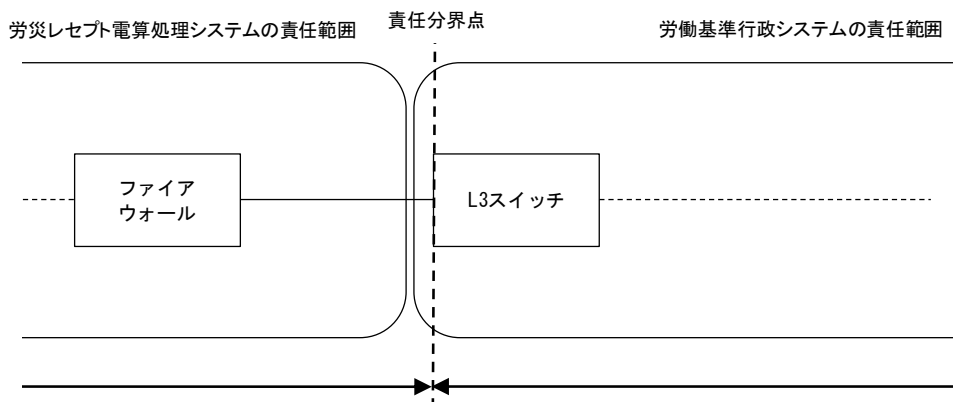 労災レセプト電算処理システムの責任範囲
責任分界点
労働基準行政システムの責任範囲
ファイア
ウォール
L3スイッチ